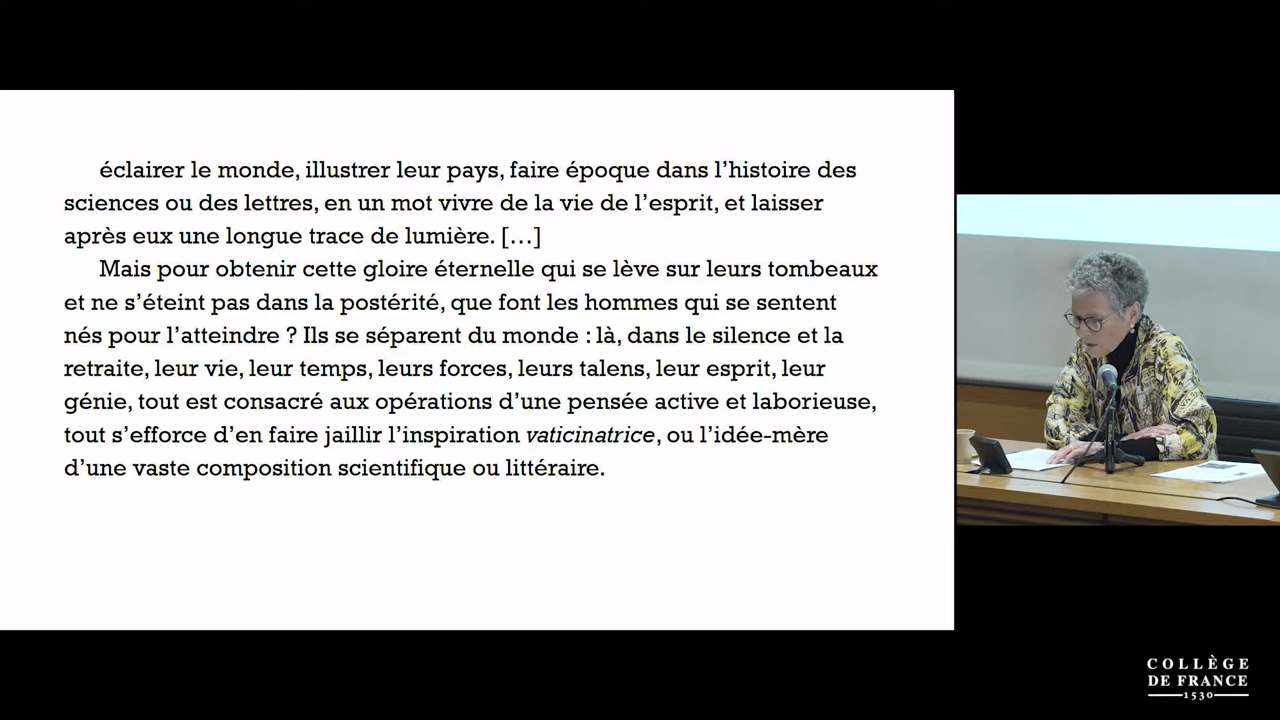 éclairer le monde, illustrer leur pays, faire époque dans l’histoire des
sciences ou des lettres, en un mot vivre de la vie de l’esprit, et laisser
après eux une longue trace de lumière. […]
Mais pour obtenir cette gloire éternelle qui se lève sur leurs tombeaux
et ne s’éteint pas dans la postérité, que font les hommes qui se sentent
nés pour l’atteindre ? Ils se séparent du monde : là, dans le silence et la
retraite, leur vie, leur temps, leurs forces, leurs talens, leur esprit, leur
génie, tout est consacré aux opérations d’une pensée active et laborieuse,
tout s’efforce d’en faire jaillir l’inspiration vaticinatrice, ou l’idée-mère
d’une vaste composition scientifique ou littéraire.
COLLÈGE
DE FRANCE
1530